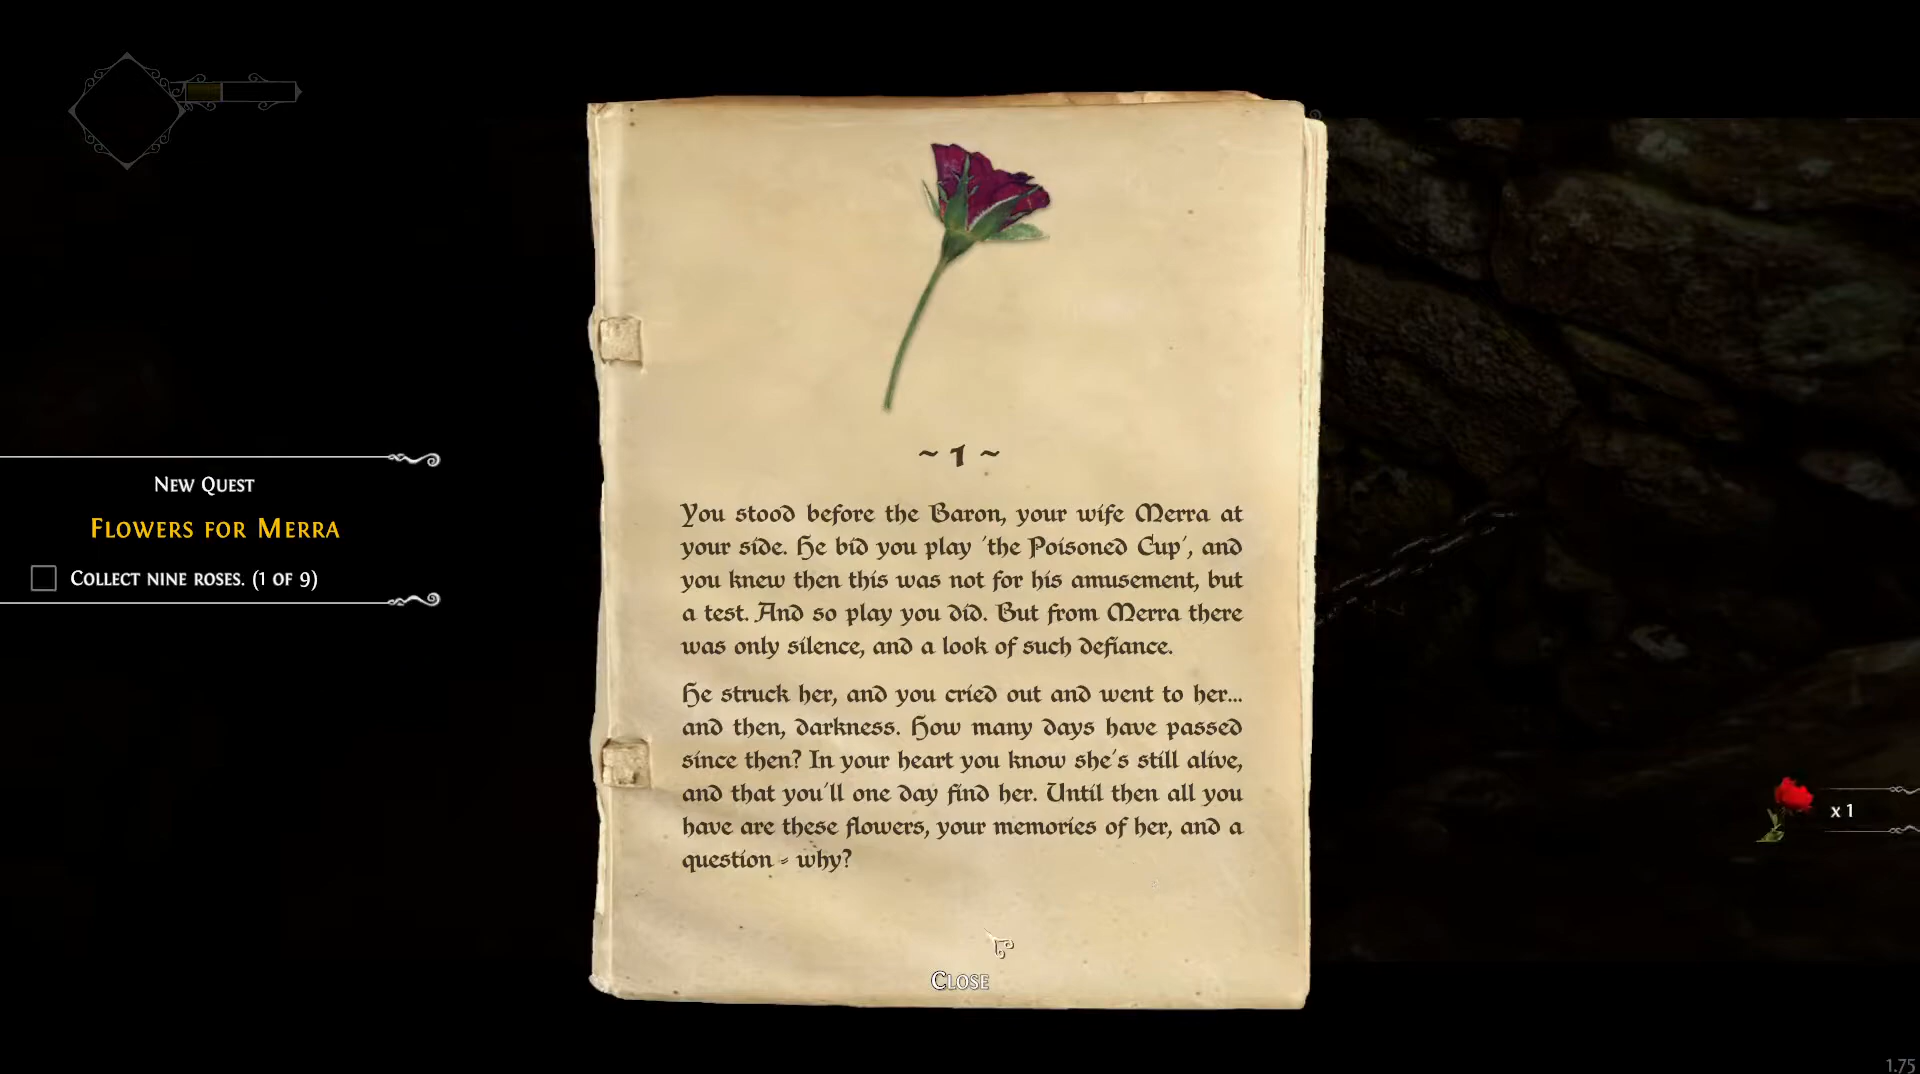 New Quest
Flowers for Merra
Collect nine roses. (1 of 9)
~ 1 ~
You stood before the Baron, your wife Merra at
your side. He bid you play 'the Poisoned Cup', and
you knew then this was not for his amusement, but
a test. And so play you did. But from Merra there
was only silence, and a look of such defiance.
He struck her, and you cried out and went to her...
and then, darkness. How many days have passed
since then? In your heart you know she's still alive,
and that you'll one day find her. Until then all you
have are these flowers, your memories of her, and a
question - why?
Close
x 1
1.75